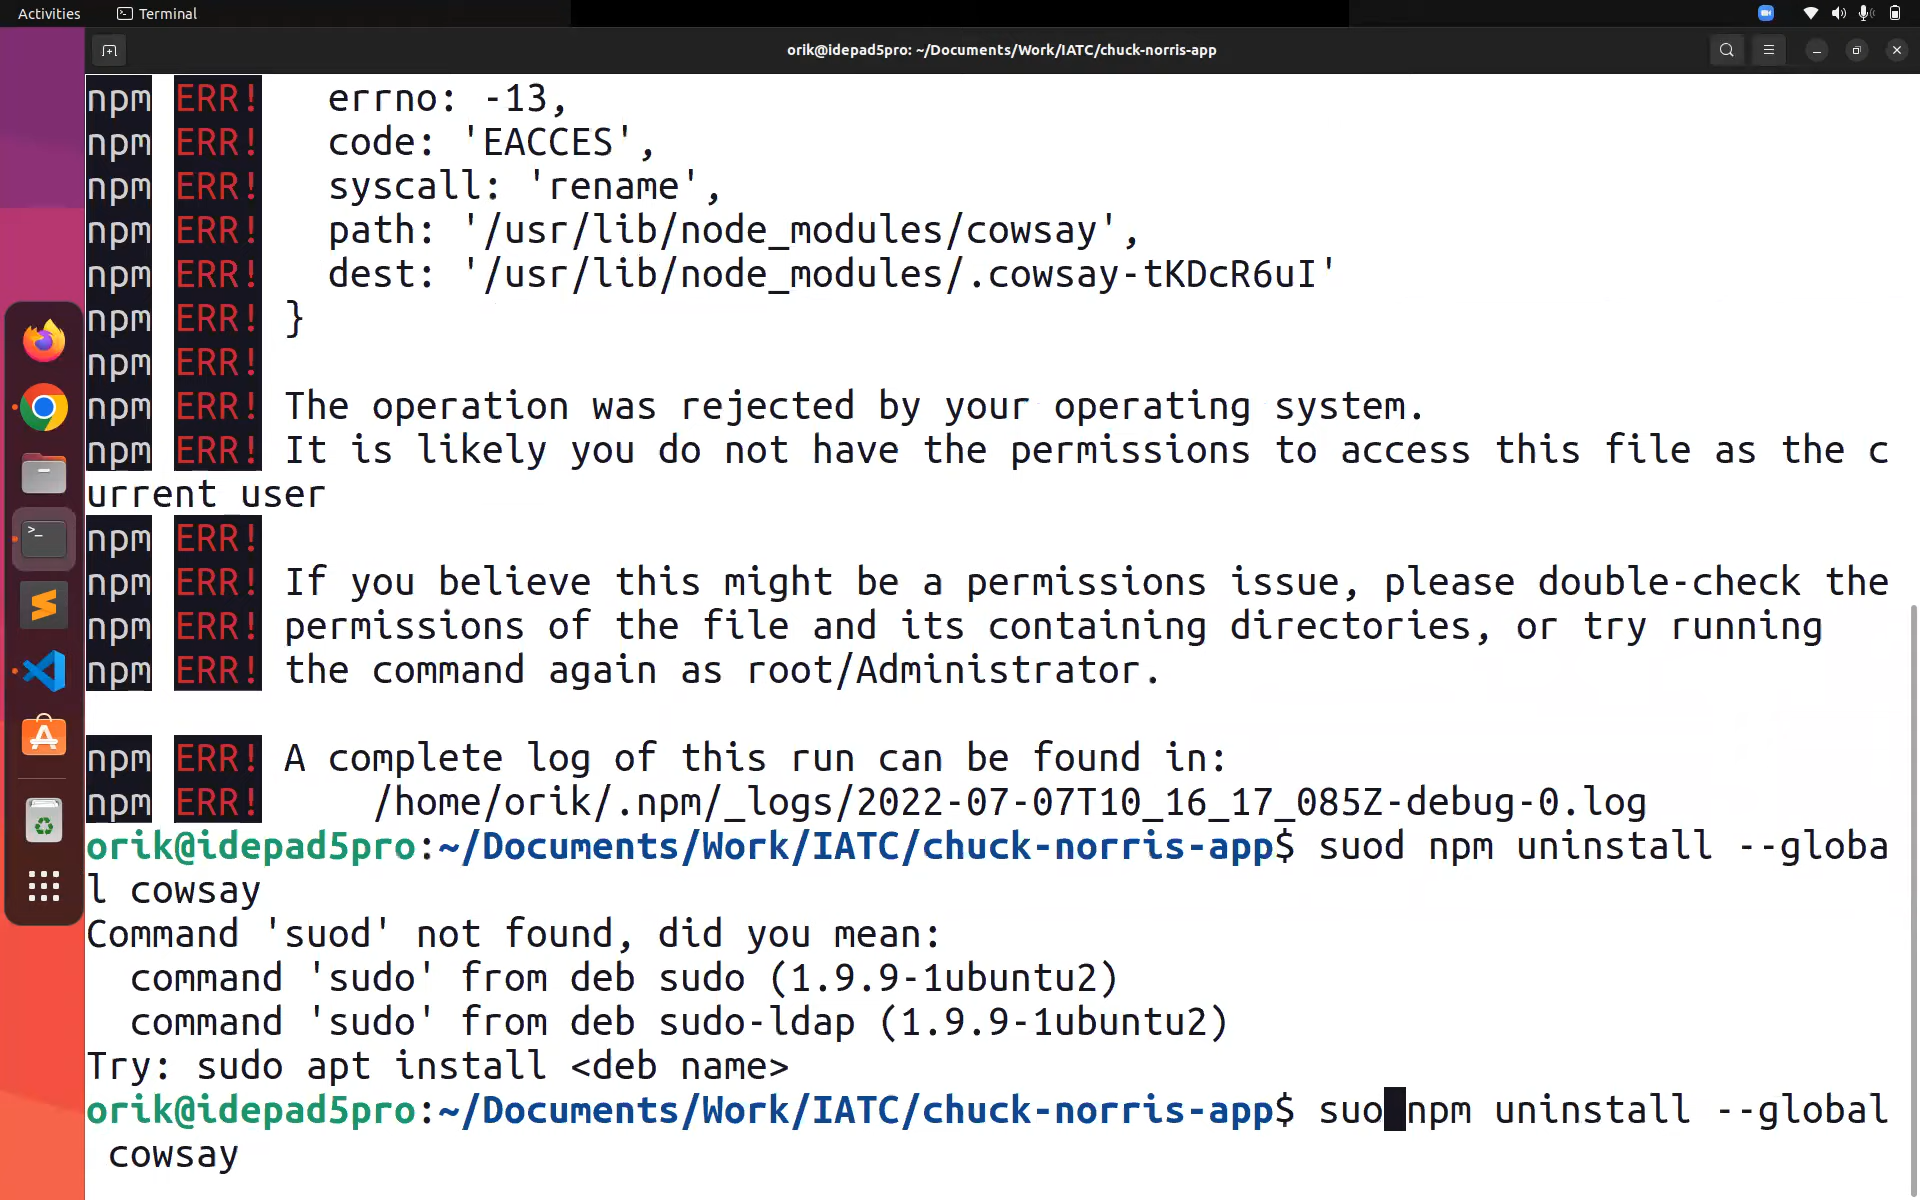 Activities Terminal
orik@idepad5pro: ~/Documents/Work/IATC/chuck-norris-app
npm ERR!   errno: -13,
npm ERR!   code: 'EACCES',
npm ERR!   syscall: 'rename',
npm ERR!   path: '/usr/lib/node_modules/cowsay',
npm ERR!   dest: '/usr/lib/node_modules/.cowsay-tKDcR6uI'
npm ERR! }
npm ERR!
npm ERR! The operation was rejected by your operating system.
npm ERR! It is likely you do not have the permissions to access this file as the c
urrent user
npm ERR!
npm ERR! If you believe this might be a permissions issue, please double-check the
npm ERR! permissions of the file and its containing directories, or try running
npm ERR! the command again as root/Administrator.
npm ERR! A complete log of this run can be found in:
npm ERR!     /home/orik/.npm/_logs/2022-07-07T10_16_17_085Z-debug-0.log
orik@idepad5pro:~/Documents/Work/IATC/chuck-norris-app$ suod npm uninstall --globa
l cowsay
Command 'suod' not found, did you mean:
  command 'sudo' from deb sudo (1.9.9-1ubuntu2)
  command 'sudo' from deb sudo-ldap (1.9.9-1ubuntu2)
Try: sudo apt install <deb name>
orik@idepad5pro:~/Documents/Work/IATC/chuck-norris-app$ suo npm uninstall --global
 cowsay